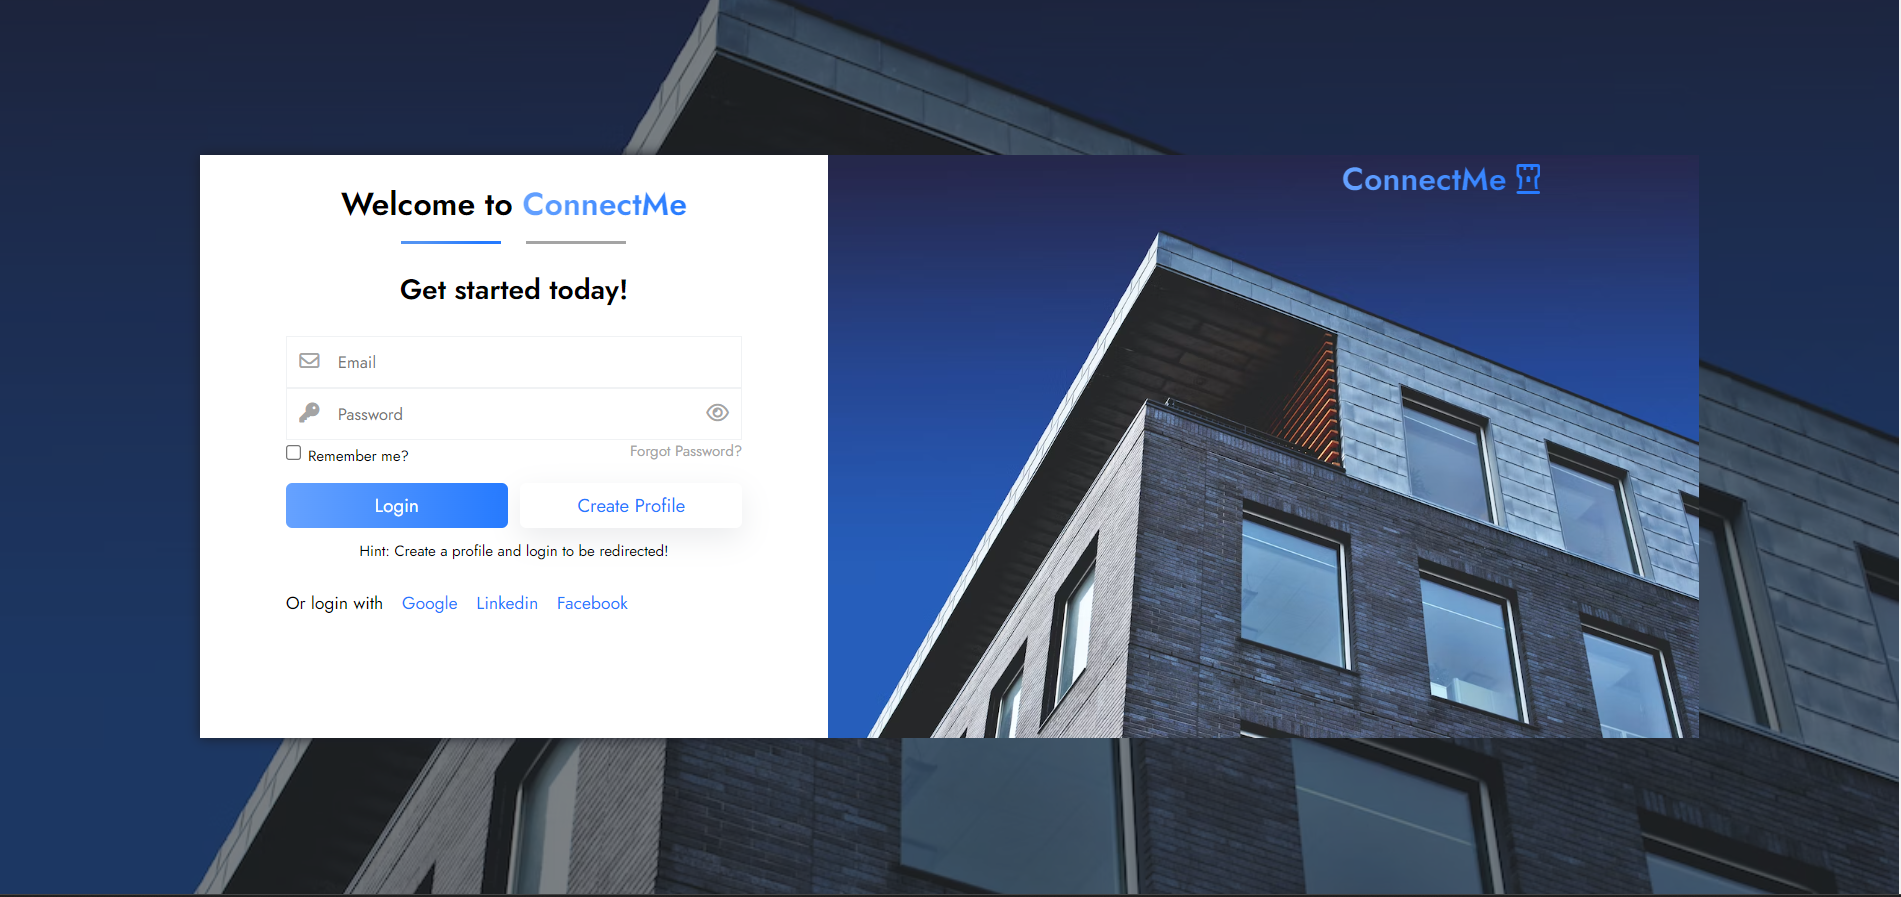 Welcome to ConnectMe
Get started today!
Email
Password
Remember me?
Forgot Password?
Login
Create Profile
Hint: Create a profile and login to be redirected!
Or login with Google Linkedin Facebook
ConnectMe